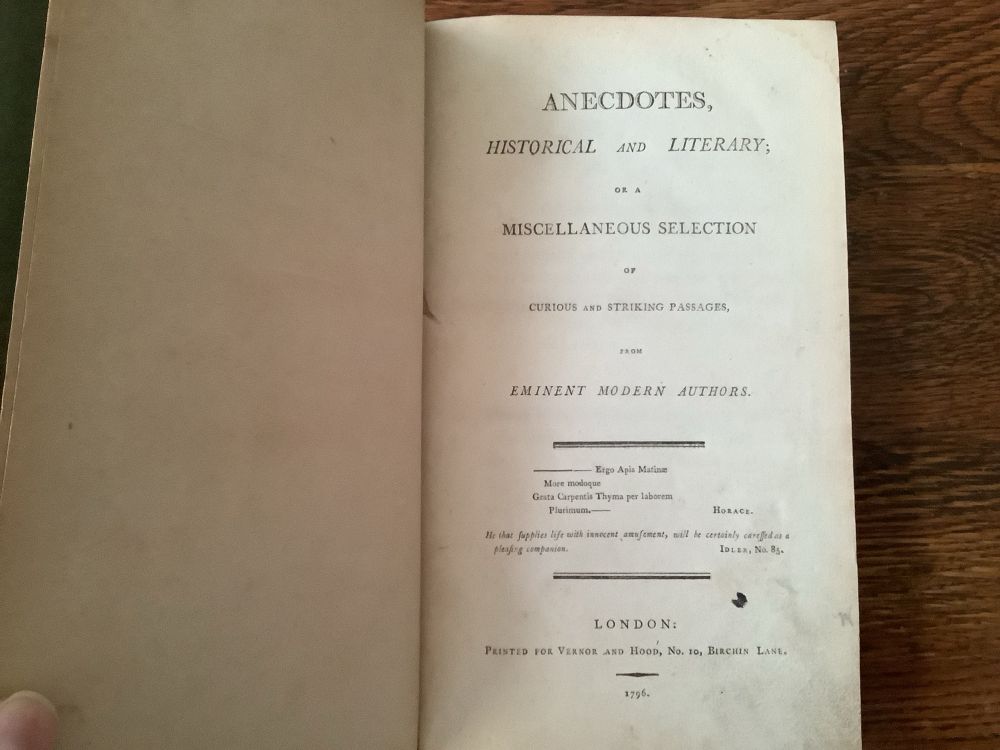 ANECDOTES,
HISTORICAL AND LITERARY;
OR A
MISCELLANEOUS SELECTION
OF
CURIOUS AND STRIKING PASSAGES,
FROM
EMINENT MODERN AUTHORS.
——— Ergo Apis Matinæ
More modoque
Grata Carpentis Thyma per laborem
Plurimum.—— HORACE.
He that ſupplies life with innocent amuſement, will be certainly careſſed as a
pleaſing companion. IDLER, No. 85.
LONDON:
PRINTED FOR VERNOR AND HOOD, No. 10, BIRCHIN LANE.
1796.